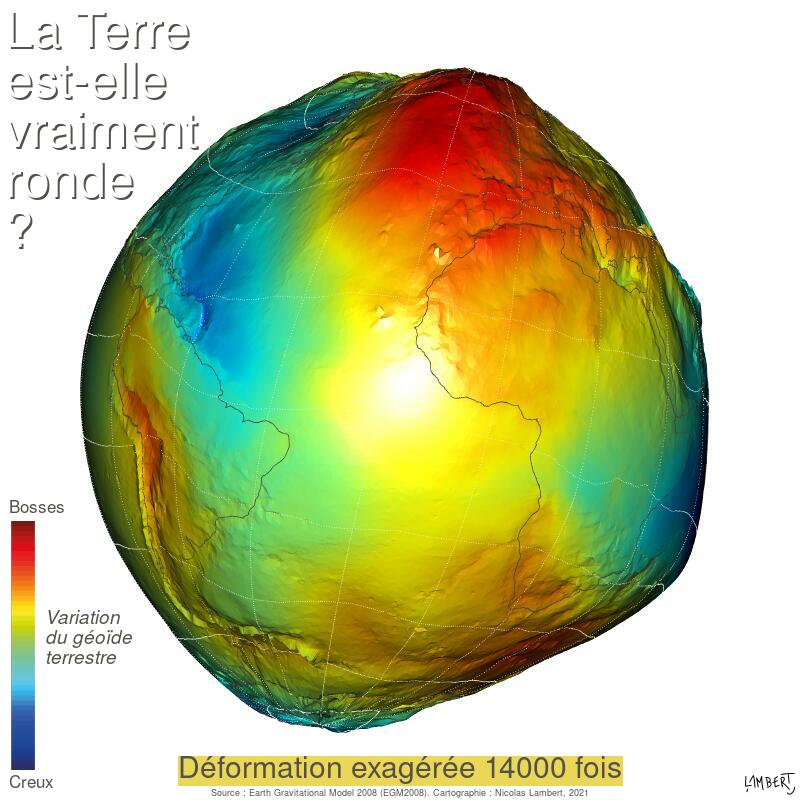 La Terre
est-elle
vraiment
ronde
?
Bosses
Variation
du géoïde
terrestre
Creux
Déformation exagérée 14000 fois
Source : Earth Gravitational Model 2008 (EGM2008). Cartographie : Nicolas Lambert, 2021
LAMBERT